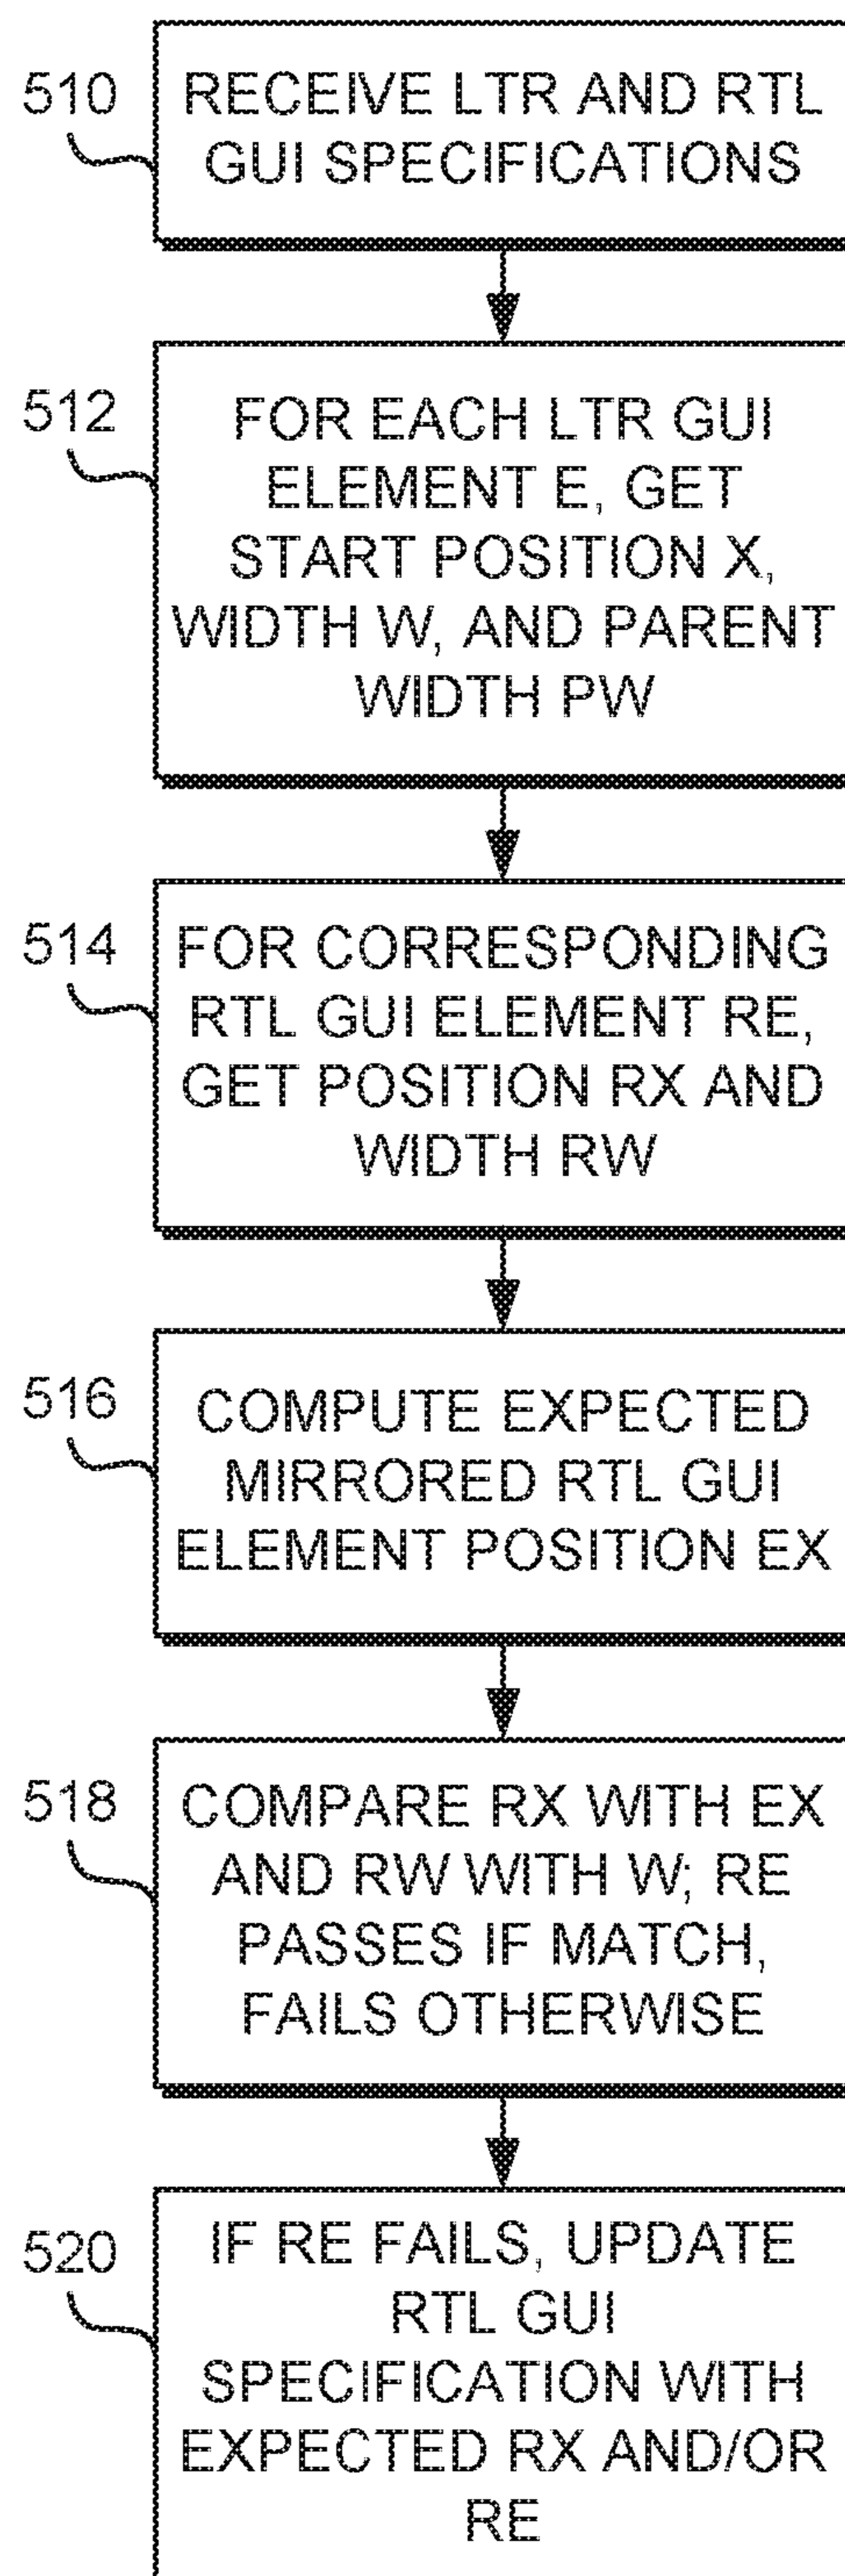 510
RECEIVE LTR AND RTL
GUI SPECIFICATIONS
512
FOR EACH LTR GUI
ELEMENT E, GET
START POSITION X,
WIDTH W, AND PARENT
WIDTH PW
514
FOR CORRESPONDING
RTL GUI ELEMENT RE,
GET POSITION RX AND
WIDTH RW
516
COMPUTE EXPECTED
MIRRORED RTL GUI
ELEMENT POSITION EX
518
COMPARE RX WITH EX
AND RW WITH W; RE
PASSES IF MATCH,
FAILS OTHERWISE
520
IF RE FAILS, UPDATE
RTL GUI
SPECIFICATION WITH
EXPECTED RX AND/OR
RE